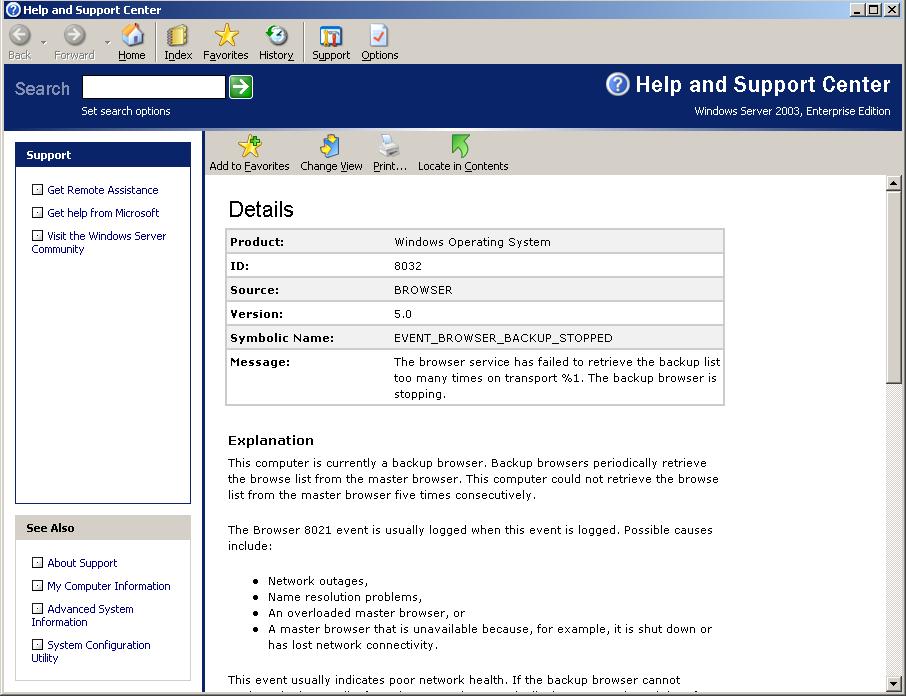 Help and Support Center
Back
Forward
Home
Index
Favorites
History
Support
Options
Search
Set search options
Help and Support Center
Windows Server 2003, Enterprise Edition
Support
Get Remote Assistance
Get help from Microsoft
Visit the Windows Server
Community
See Also
About Support
My Computer Information
Advanced System
Information
System Configuration
Utility
Add to Favorites
Change View
Print...
Locate in Contents
Details
Product: Windows Operating System
ID: 8032
Source: BROWSER
Version: 5.0
Symbolic Name: EVENT_BROWSER_BACKUP_STOPPED
Message: The browser service has failed to retrieve the backup list
too many times on transport %1. The backup browser is
stopping.
Explanation
This computer is currently a backup browser. Backup browsers periodically retrieve
the browse list from the master browser. This computer could not retrieve the browse
list from the master browser five times consecutively.
The Browser 8021 event is usually logged when this event is logged. Possible causes
include:
Network outages,
Name resolution problems,
An overloaded master browser, or
A master browser that is unavailable because, for example, it is shut down or
has lost network connectivity.
This event usually indicates poor network health. If the backup browser cannot